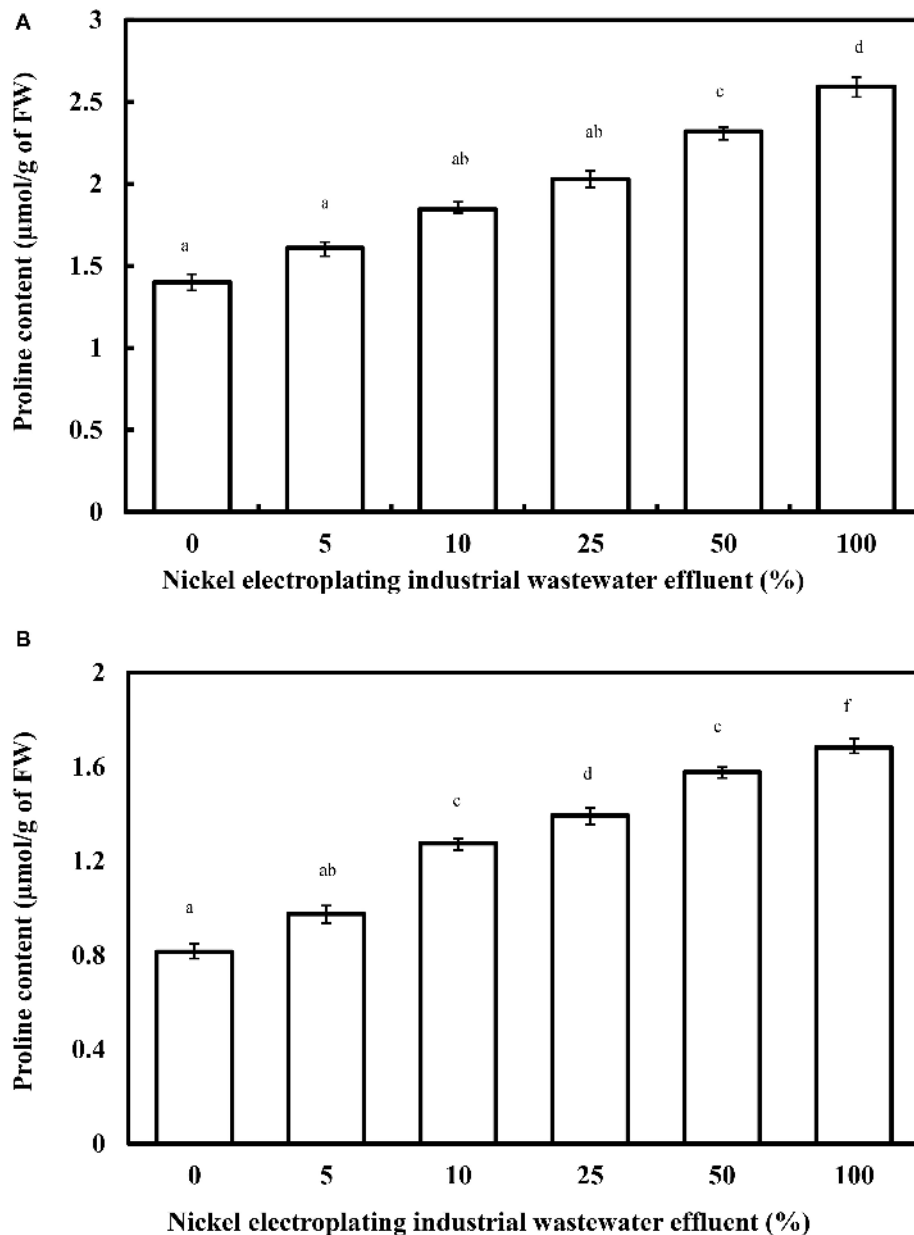 A
Proline content (µmol/g of FW)
3
2.5
2
1.5
1
0.5
0
a
a
ab
ab
c
d
0 5 10 25 50 100
Nickel electroplating industrial wastewater effluent (%)
B
Proline content (µmol/g of FW)
2
1.6
1.2
0.8
0.4
0
a
ab
c
d
c
f
0 5 10 25 50 100
Nickel electroplating industrial wastewater effluent (%)